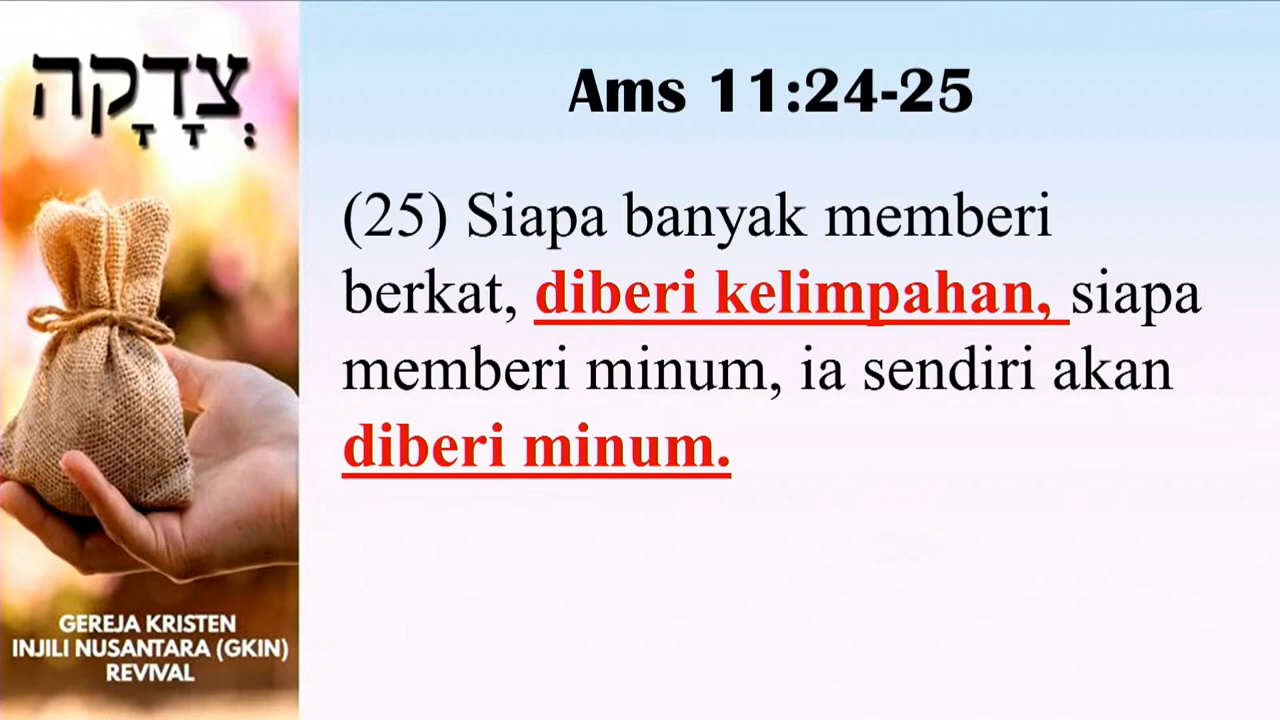 צְדָקָה
Ams 11:24-25
(25) Siapa banyak memberi
berkat, diberi kelimpahan, siapa
memberi minum, ia sendiri akan
diberi minum.
GEREJA KRISTEN
INJILI NUSANTARA (GKIN)
REVIVAL